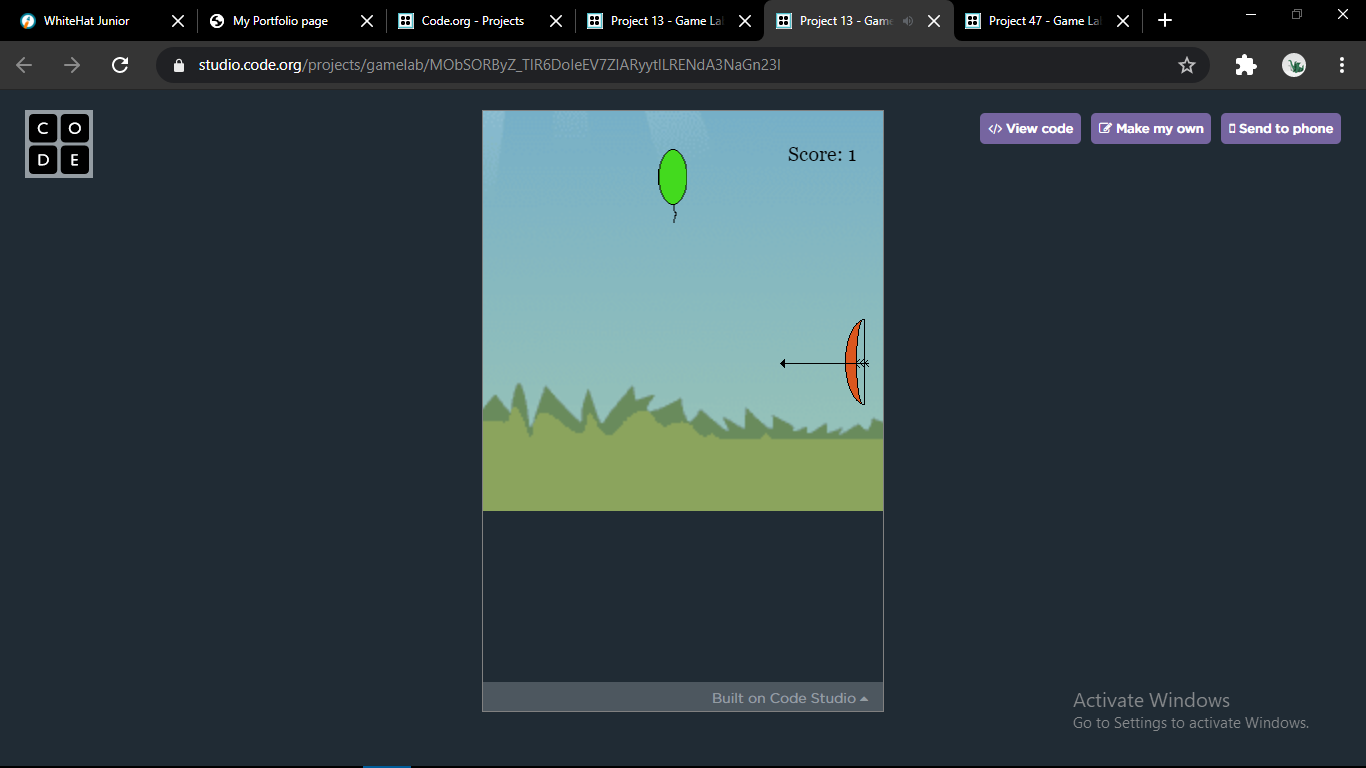 WhiteHat Junior
My Portfolio page
Code.org - Projects
Project 13 - Game La
Project 13 - Game
Project 47 - Game La
studio.code.org/projects/gamelab/MObSORByZ_TIR6DoIeEV7ZIARyytILRENdA3NaGn23I
C O
D E
</> View code
Make my own
Send to phone
Score: 1
Built on Code Studio
Activate Windows
Go to Settings to activate Windows.